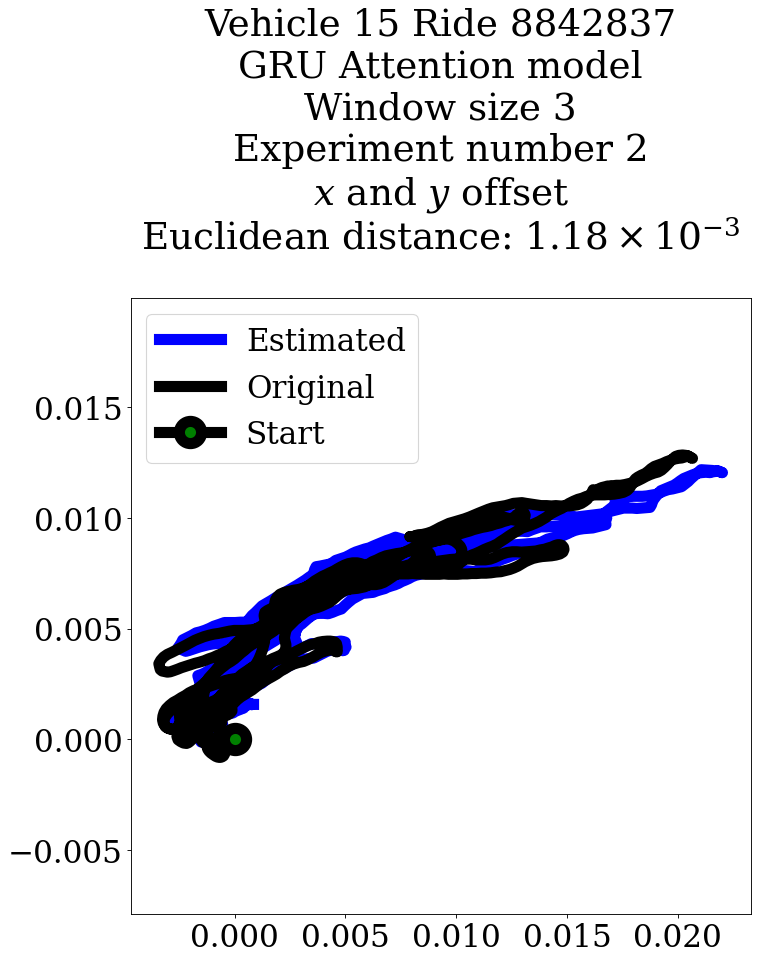 Vehicle 15 Ride 8842837
GRU Attention model
Window size 3
Experiment number 2
x and y offset
Euclidean distance: 1.18 × 10⁻³
Estimated
Original
Start
0.015
0.010
0.005
0.000
−0.005
0.000 0.005 0.010 0.015 0.020